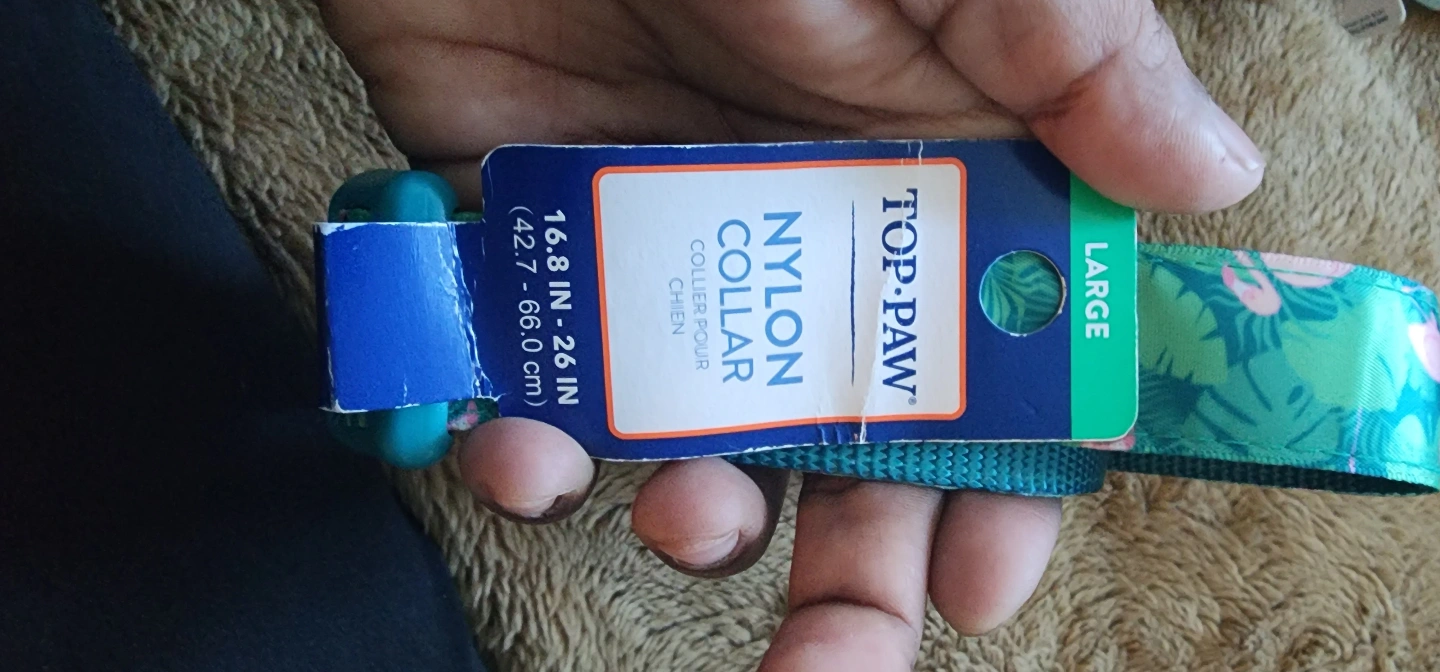 LARGE
TOP•PAW®
NYLON
COLLAR
COLLIER POUR
CHIEN
16.8 IN - 26 IN
(42.7 - 66.0 cm)